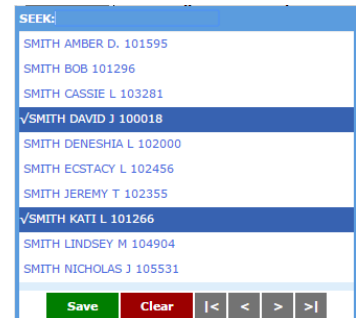 SEEK:
SMITH AMBER D. 101595
SMITH BOB 101296
SMITH CASSIE L 103281
√SMITH DAVID J 100018
SMITH DENESHIA L 102000
SMITH ECSTACY L 102456
SMITH JEREMY T 102355
√SMITH KATI L 101266
SMITH LINDSEY M 104904
SMITH NICHOLAS J 105531
Save Clear |< < > >|